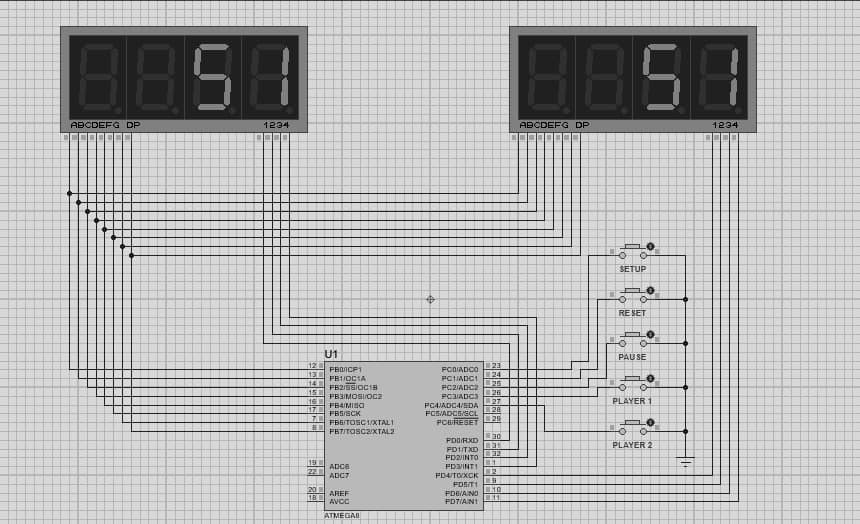 51
51
ABCDEFG DP
1234
ABCDEFG DP
1234
SETUP
RESET
PAUSE
PLAYER 1
PLAYER 2
U1
12 PB0/ICP1
13 PB1/OC1A
14 PB2/SS/OC1B
15 PB3/MOSI/OC2
16 PB4/MISO
17 PB5/SCK
7 PB6/TOSC1/XTAL1
8 PB7/TOSC2/XTAL2
19 ADC6
22 ADC7
20 AREF
18 AVCC
PC0/ADC0 23
PC1/ADC1 24
PC2/ADC2 25
PC3/ADC3 26
PC4/ADC4/SDA 27
PC5/ADC5/SCL 28
PC6/RESET 29
PD0/RXD 30
PD1/TXD 31
PD2/INT0 32
PD3/INT1 1
PD4/T0/XCK 2
PD5/T1 9
PD6/AIN0 10
PD7/AIN1 11
ATMEGA8